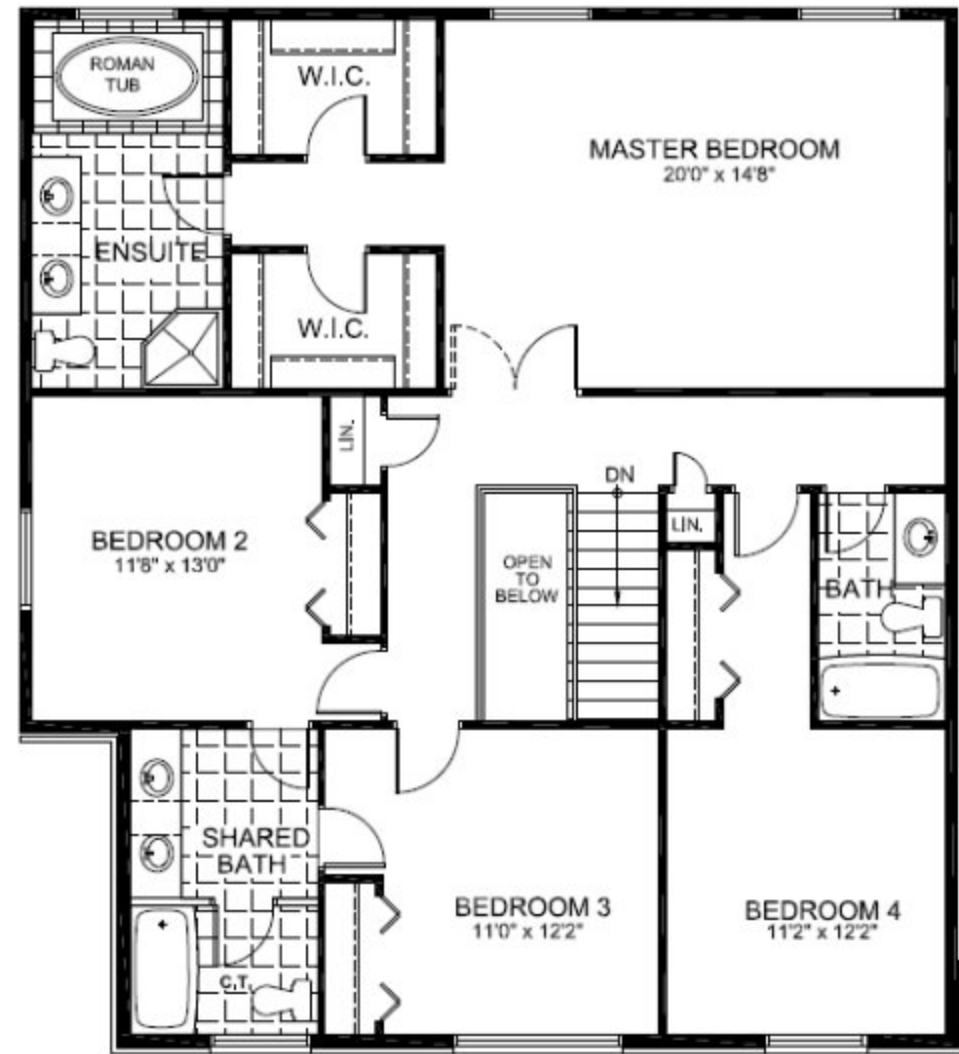 ROMAN
TUB
W.I.C.
MASTER BEDROOM
20'0" x 14'8"
ENSUITE
W.I.C.
LIN.
DN
LIN.
BEDROOM 2
11'8" x 13'0"
OPEN
TO
BELOW
BATH
SHARED
BATH
BEDROOM 3
11'0" x 12'2"
BEDROOM 4
11'2" x 12'2"
C.T.